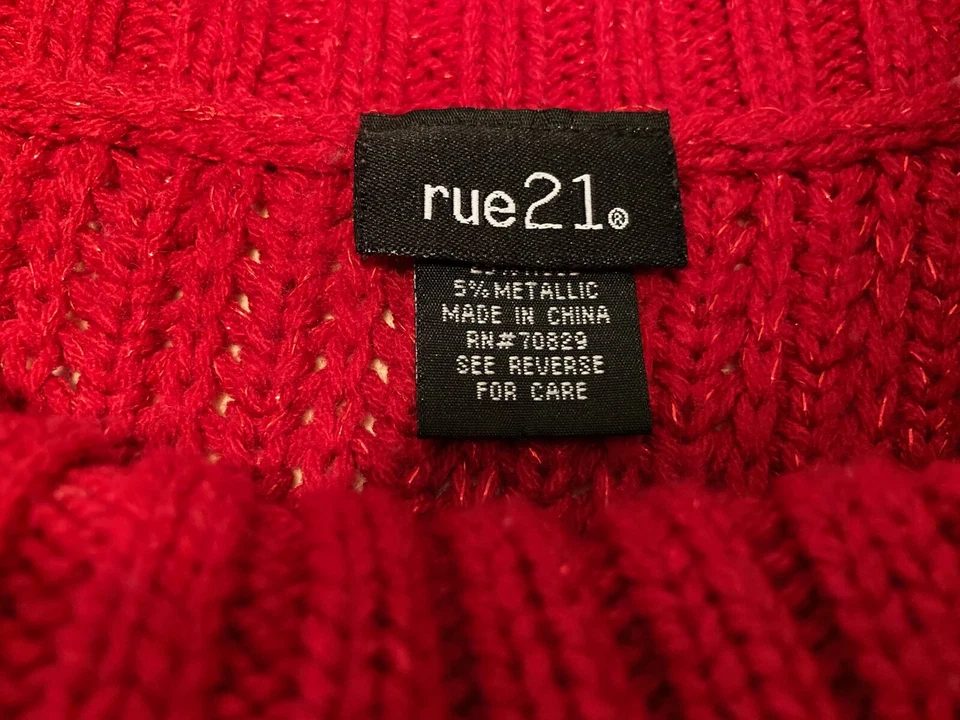 rue21®
5% METALLIC
MADE IN CHINA
RN#70829
SEE REVERSE
FOR CARE